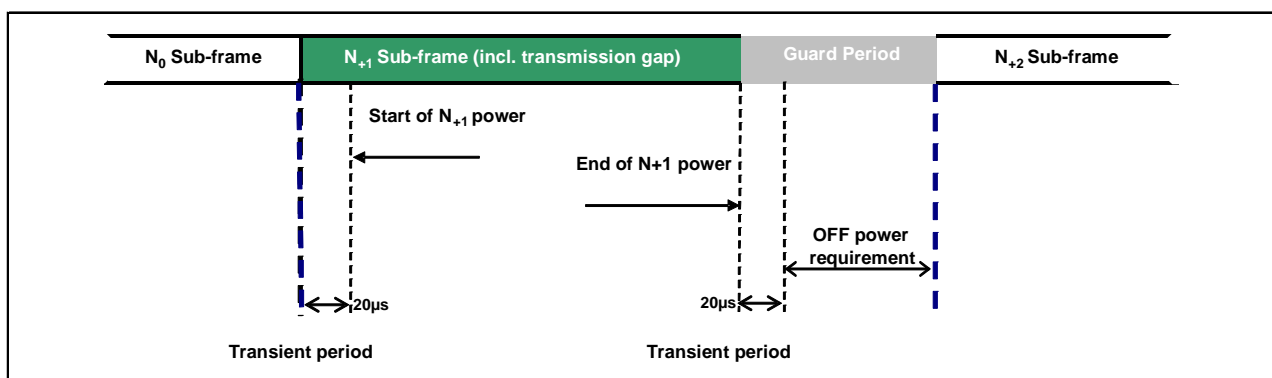 N0 Sub-frame
N+1 Sub-frame (incl. transmission gap)
Guard Period
N+2 Sub-frame
Start of N+1 power
End of N+1 power
OFF power
requirement
20µs
20µs
Transient period
Transient period